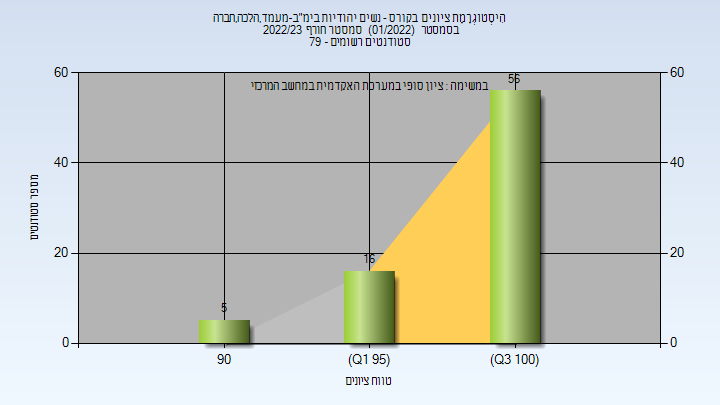 היסטוגרמת ציונים בקורס - נשים יהודיות בימ"ב-מעמד,הלכה,חברה
בסמסטר (01/2022) סמסטר חורף 2022/23
סטודנטים רשומים - 79
במשימה : ציון סופי במערכת האקדמית במחשב המרכזי
60
40
20
0
60
40
20
0
מספר סטודנטים
5
16
56
90
(Q1 95)
(Q3 100)
טווח ציונים